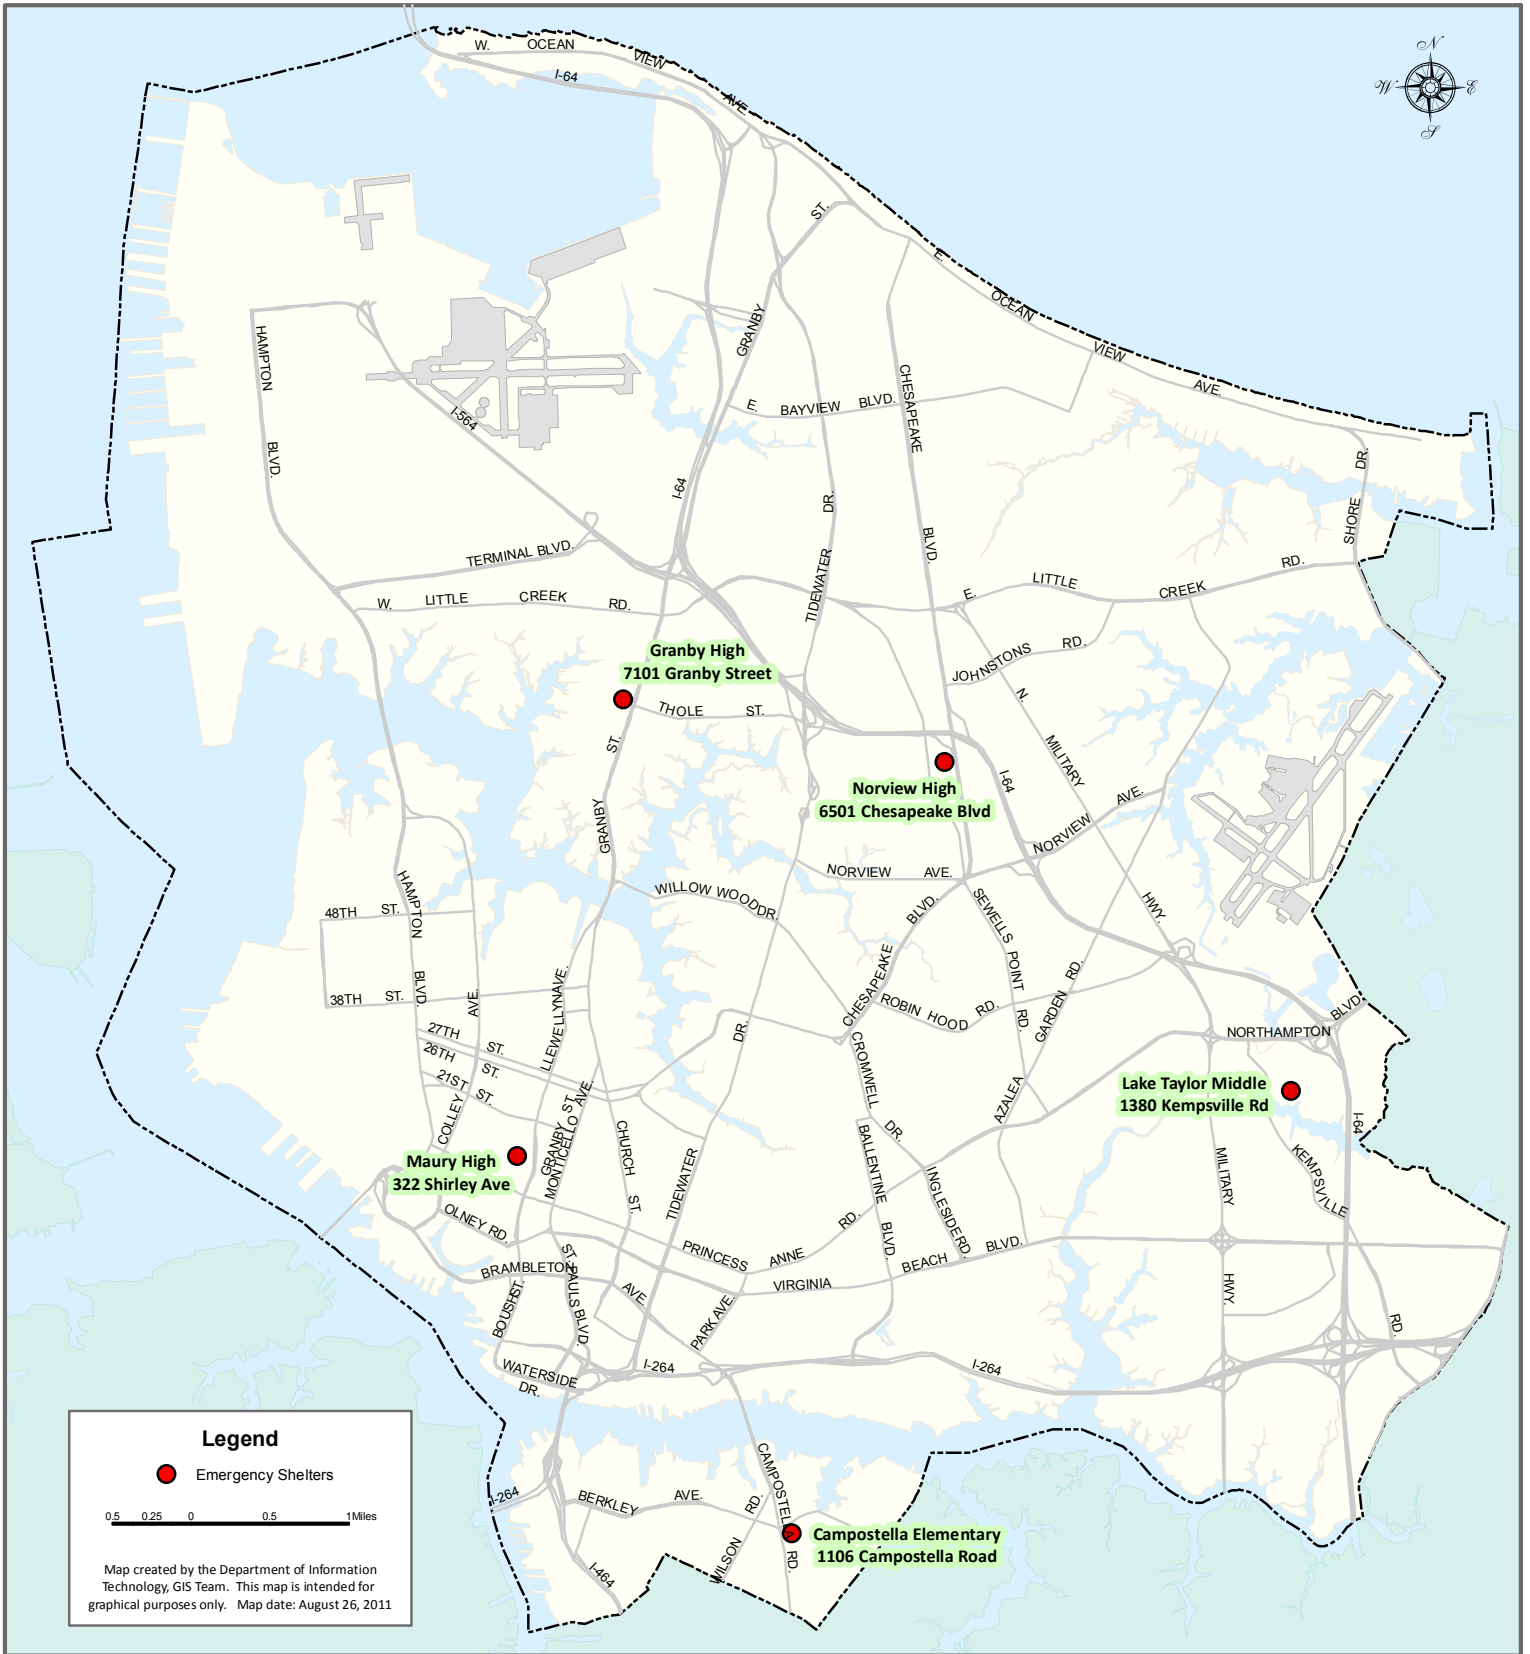 N
W
E
S
W. OCEAN VIEW AVE.
I-64
ST.
E. OCEAN VIEW AVE.
HAMPTON BLVD.
GRANBY
CHESAPEAKE BLVD.
E. BAYVIEW BLVD.
I-564
I-64
SHORE DR.
TIDEWATER DR.
TERMINAL BLVD.
W. LITTLE CREEK RD.
E. LITTLE CREEK RD.
Granby High
7101 Granby Street
JOHNSTONS RD.
THOLE ST.
N. MILITARY HWY.
GRANBY ST.
I-64
Norview High
6501 Chesapeake Blvd
NORVIEW AVE.
NORVIEW AVE.
HAMPTON BLVD.
WILLOW WOOD DR.
48TH ST.
CHESAPEAKE BLVD.
SEWELLS POINT RD.
38TH ST.
AVE.
LLEWELLYN AVE.
ROBIN HOOD RD.
AZALEA GARDEN RD.
27TH ST.
26TH ST.
21ST ST.
COLLEY
DR.
NORTHAMPTON BLVD.
CROMWELL DR.
Lake Taylor Middle
1380 Kempsville Rd
GRANBY ST.
MONTICELLO AVE.
CHURCH ST.
TIDEWATER
BALLENTINE BLVD.
INGLESIDE RD.
I-64
MILITARY HWY.
KEMPSVILLE RD.
Maury High
322 Shirley Ave
OLNEY RD.
PRINCESS ANNE RD.
BRAMBLETON AVE.
VIRGINIA BEACH BLVD.
BOUSH ST.
ST. PAULS BLVD.
PARK AVE.
WATERSIDE DR.
I-264
I-264
CAMPOSTELLA RD.
I-264
BERKLEY AVE.
WILSON RD.
I-464
Campostella Elementary
1106 Campostella Road
Legend
Emergency Shelters
0.5 0.25 0 0.5 1 Miles
Map created by the Department of Information
Technology, GIS Team. This map is intended for
graphical purposes only. Map date: August 26, 2011